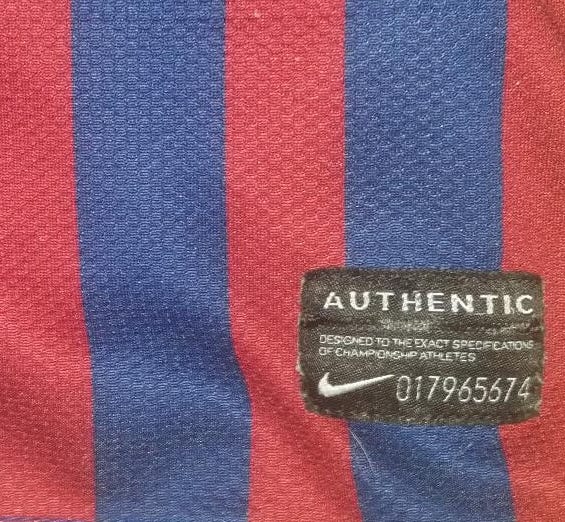 AUTHENTIC
DESIGNED TO THE EXACT SPECIFICATIONS
OF CHAMPIONSHIP ATHLETES
017965674